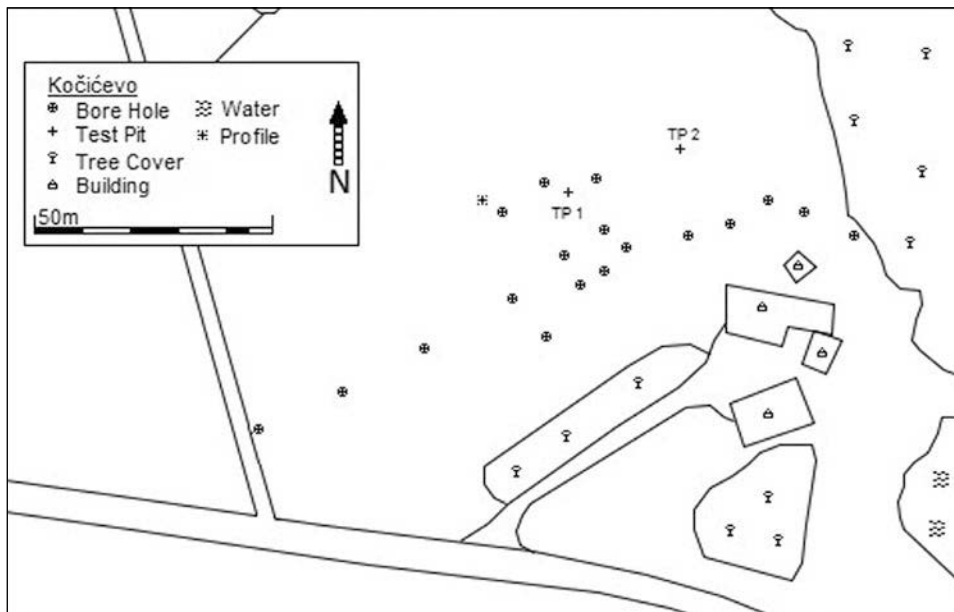 Kočićevo
Bore Hole
Water
Test Pit
Profile
Tree Cover
Building
N
50m
TP 2
TP 1